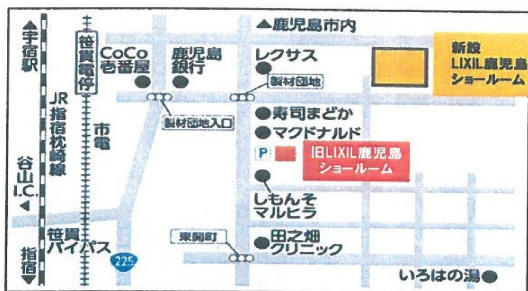 ▲鹿児島市内
▲宇宿駅
笹貫電停
CoCo
壱番屋
鹿児島
銀行
レクサス
製材団地
新設
LIXIL鹿児島
ショールーム
JR指宿枕崎線
市電
製材団地入口
寿司まどか
マクドナルド
P
旧LIXIL鹿児島
ショールーム
谷山I.C.▼
しもんそ
マルヒラ
笹貫
バイパス
225
東開町
田之畑
クリニック
指宿▼
いろはの湯